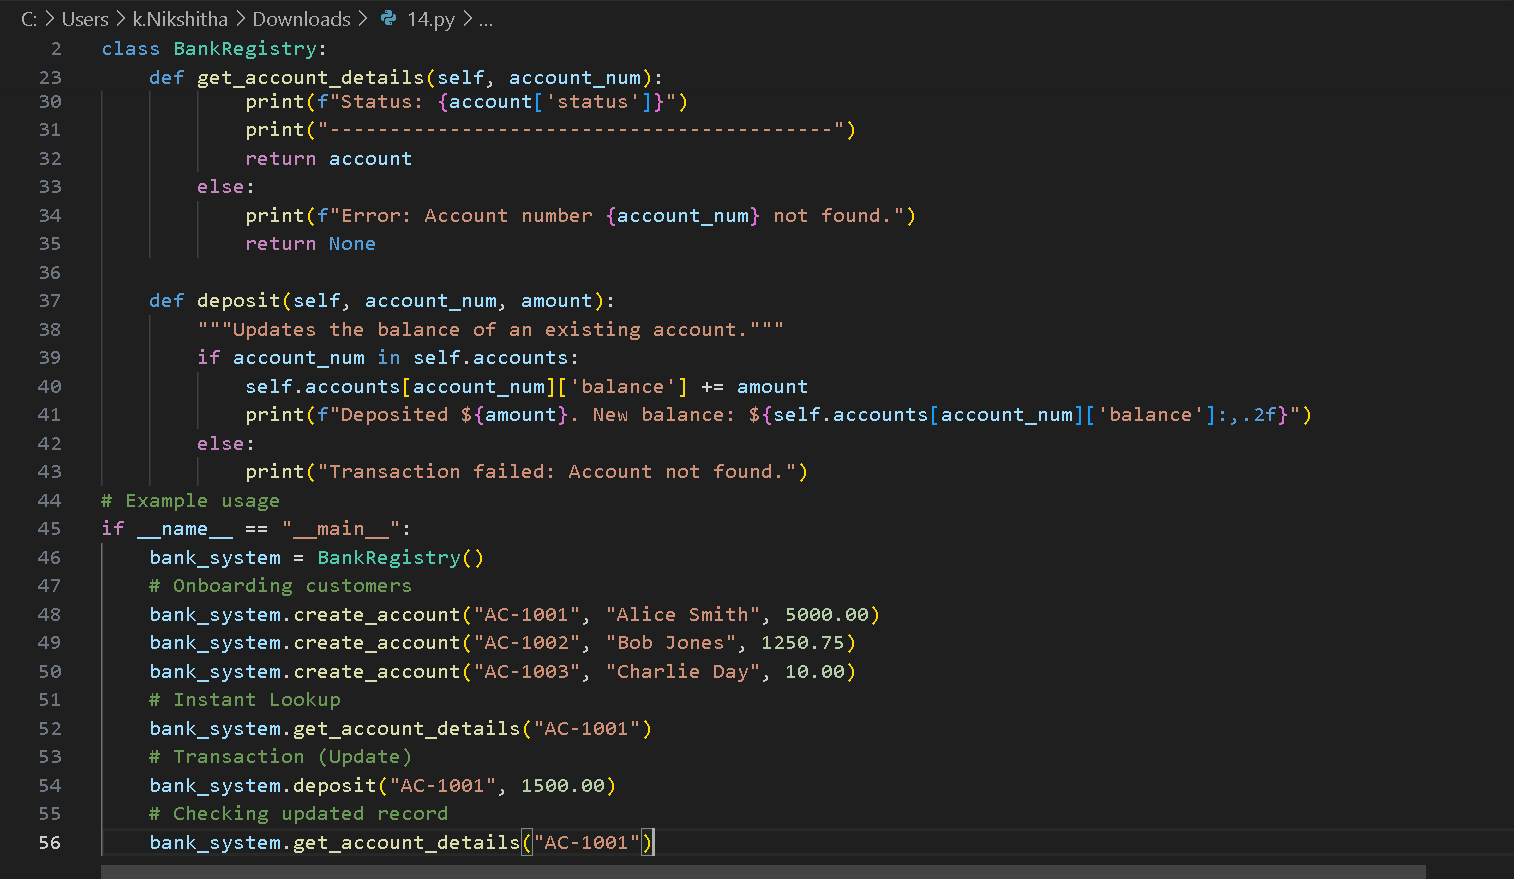 C: > Users > k.Nikshitha > Downloads > 14.py > ...
2 class BankRegistry:
23     def get_account_details(self, account_num):
30             print(f"Status: {account['status']}")
31             print("------------------------------------------")
32             return account
33         else:
34             print(f"Error: Account number {account_num} not found.")
35             return None
36
37     def deposit(self, account_num, amount):
38         """Updates the balance of an existing account."""
39         if account_num in self.accounts:
40             self.accounts[account_num]['balance'] += amount
41             print(f"Deposited ${amount}. New balance: ${self.accounts[account_num]['balance']:,.2f}")
42         else:
43             print("Transaction failed: Account not found.")
44 # Example usage
45 if __name__ == "__main__":
46     bank_system = BankRegistry()
47     # Onboarding customers
48     bank_system.create_account("AC-1001", "Alice Smith", 5000.00)
49     bank_system.create_account("AC-1002", "Bob Jones", 1250.75)
50     bank_system.create_account("AC-1003", "Charlie Day", 10.00)
51     # Instant Lookup
52     bank_system.get_account_details("AC-1001")
53     # Transaction (Update)
54     bank_system.deposit("AC-1001", 1500.00)
55     # Checking updated record
56     bank_system.get_account_details("AC-1001")